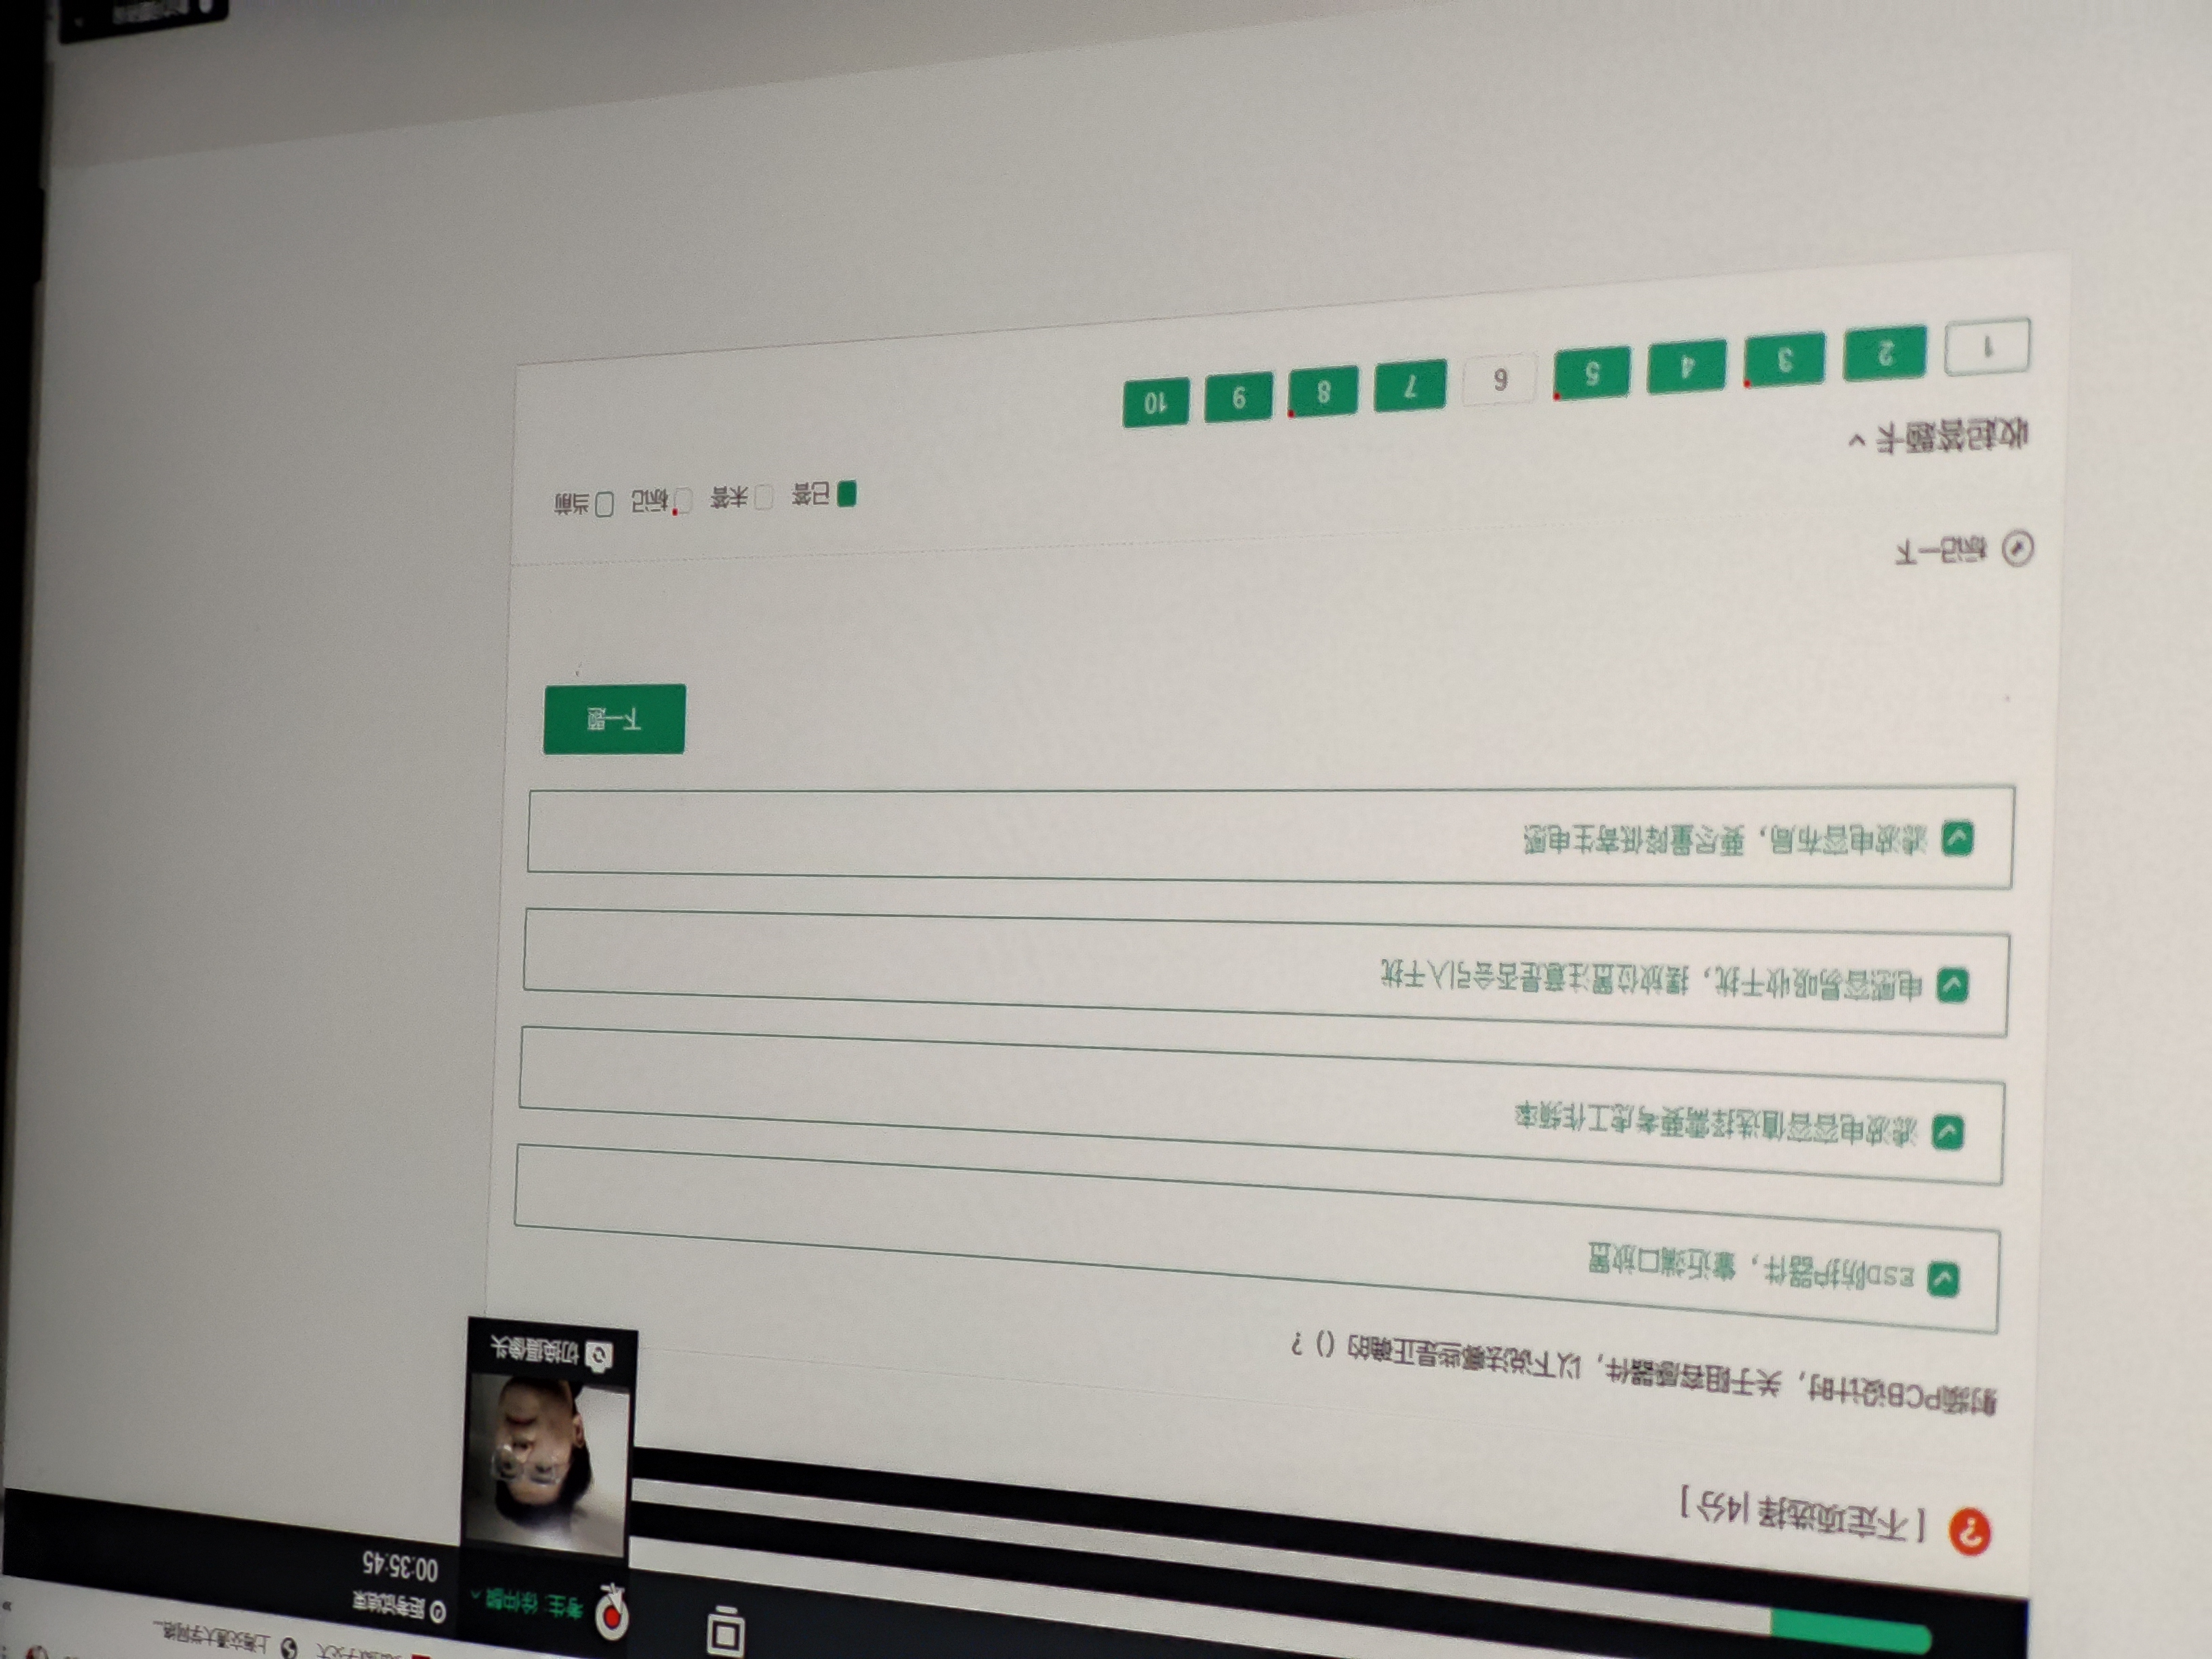 上海交通大学网络...
考生: 徐仲麟
距考试结束
00:35:45
切换摄像头
[ 不定项选择 |4分 ]
射频PCB设计时，关于阻容感器件，以下说法哪些是正确的（）?
ESD防护器件，靠近端口放置
滤波电容容值选择需要考虑工作频率
电感容易吸收干扰，摆放位置注意是否会引入干扰
滤波电容布局，要尽量降低寄生电感
下一题
标记一下
已答 未答 标记 当前
收起答题卡
1 2 3 4 5 6 7 8 9 10